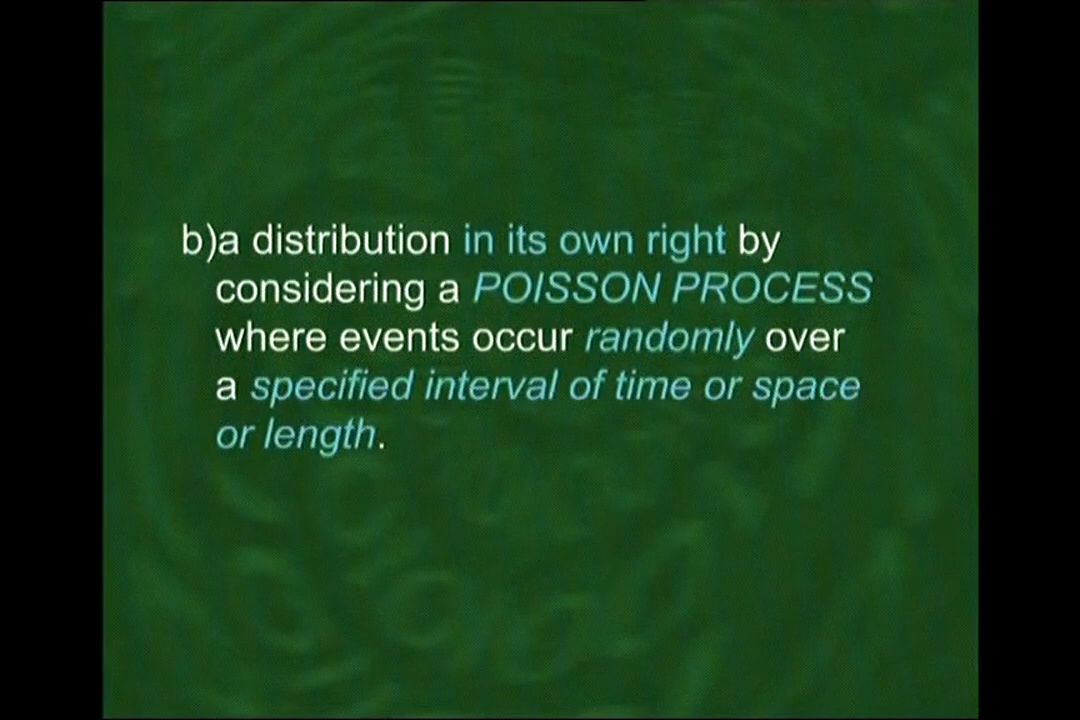 b)a distribution in its own right by
considering a POISSON PROCESS
where events occur randomly over
a specified interval of time or space
or length.